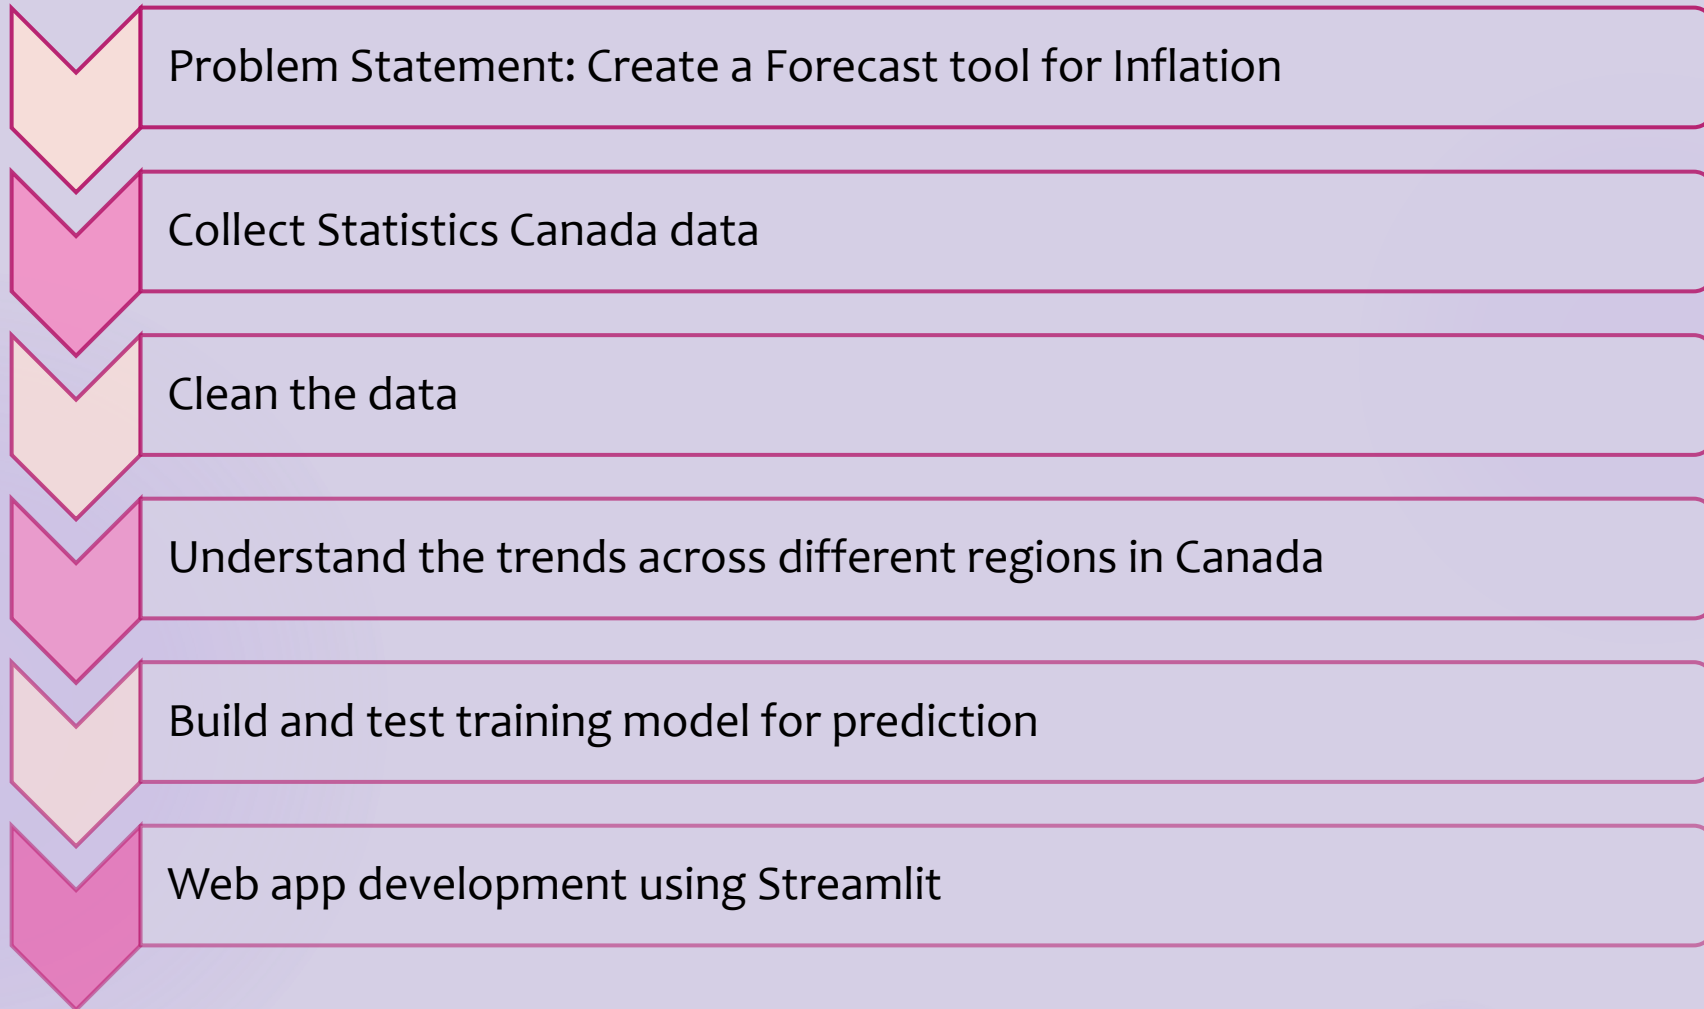 Problem Statement: Create a Forecast tool for Inflation
Collect Statistics Canada data
Clean the data
Understand the trends across different regions in Canada
Build and test training model for prediction
Web app development using Streamlit